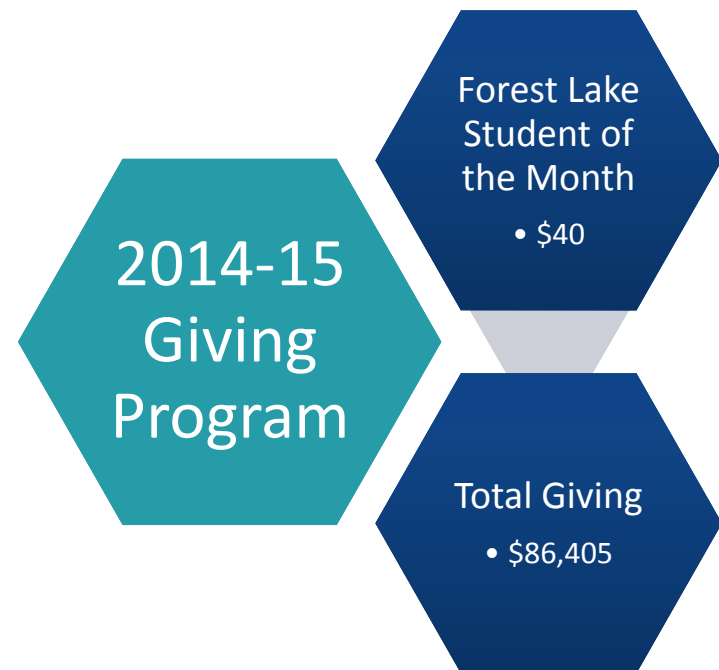 2014-15
Giving
Program
Forest Lake
Student of
the Month
• $40
Total Giving
• $86,405